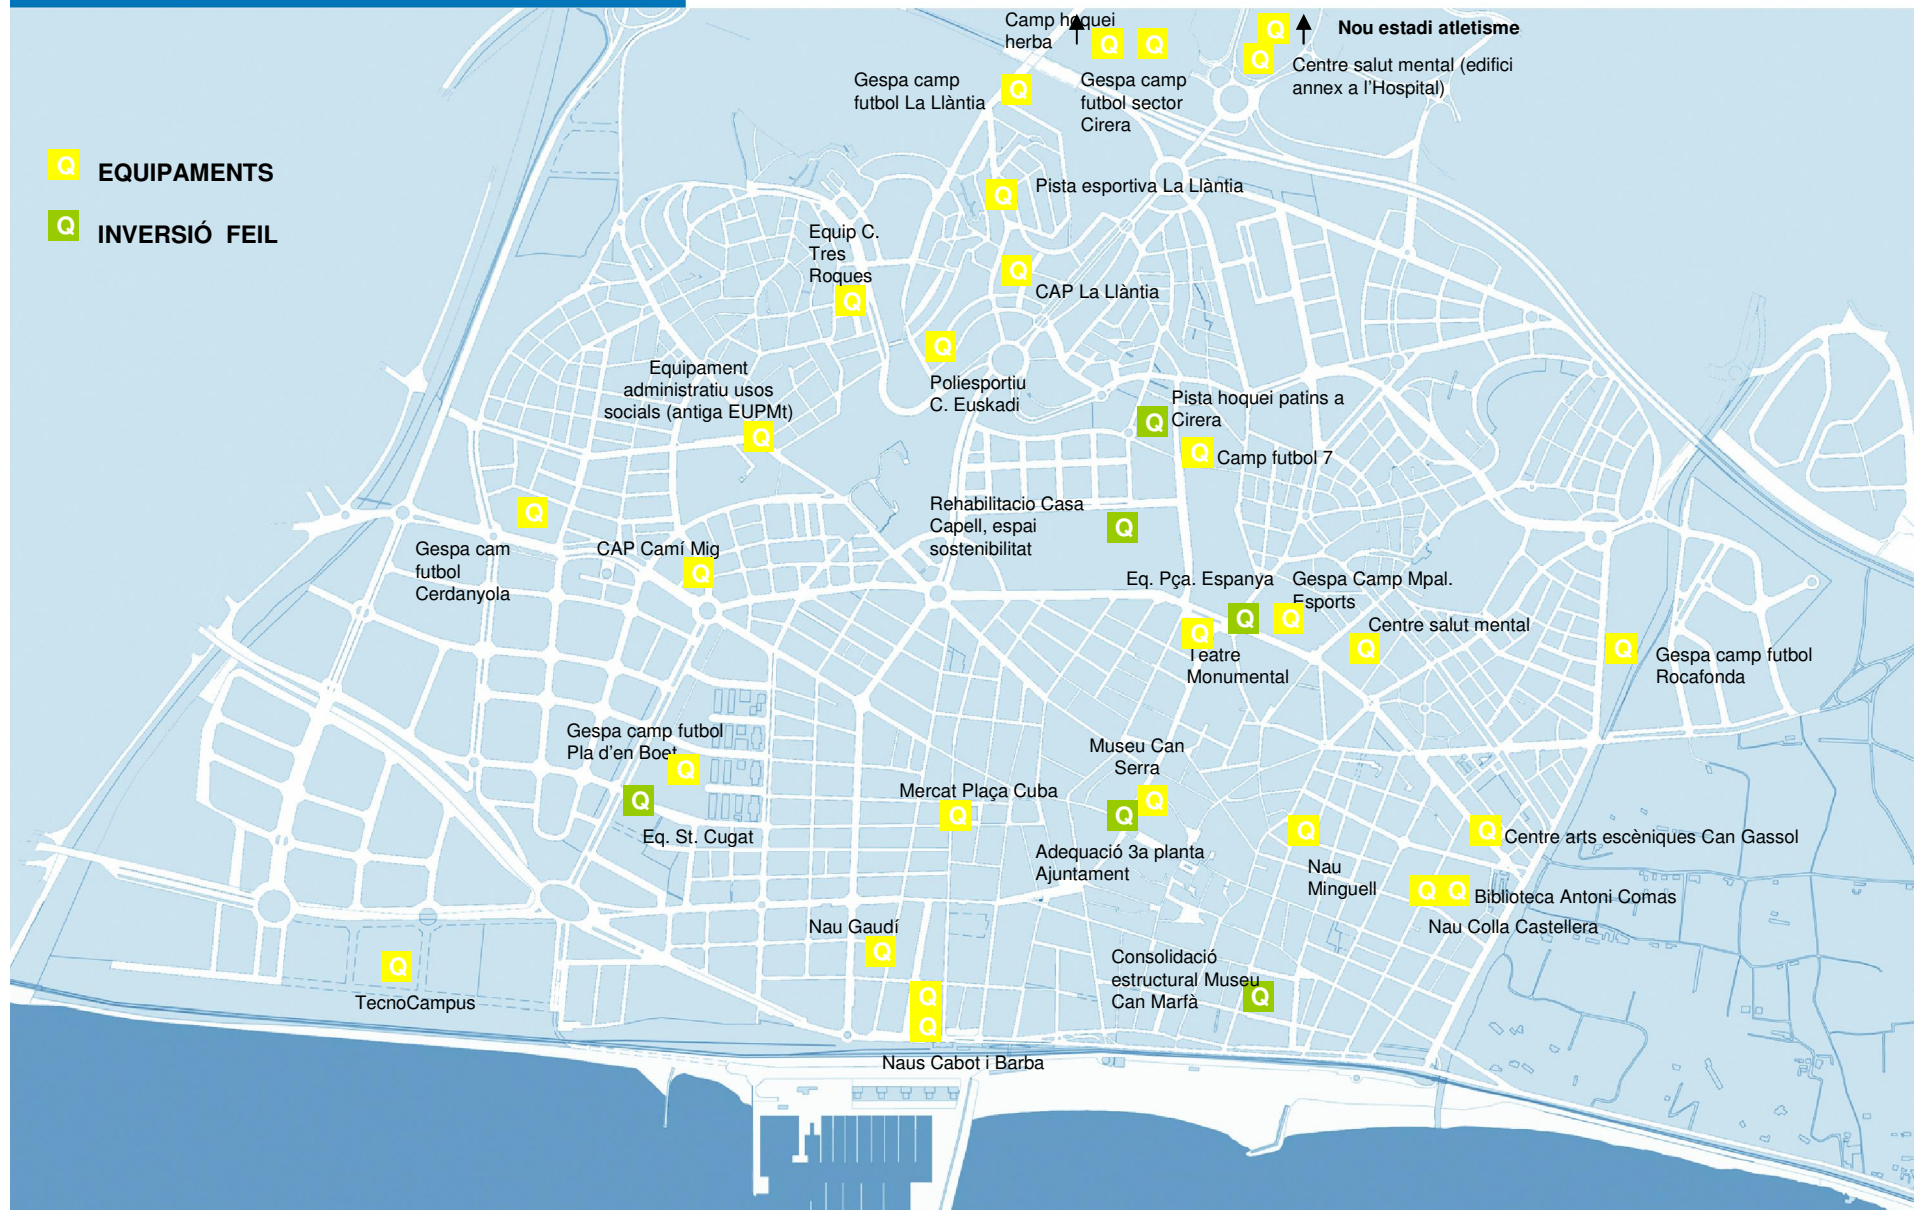 Camp hoquei
herba
Nou estadi atletisme
Centre salut mental (edifici
annex a l'Hospital)
Gespa camp
futbol La Llàntia
Gespa camp
futbol sector
Cirera
Q EQUIPAMENTS
Q INVERSIÓ FEIL
Pista esportiva La Llàntia
Equip C.
Tres
Roques
CAP La Llàntia
Equipament
administratiu usos
socials (antiga EUPMt)
Poliesportiu
C. Euskadi
Pista hoquei patins a
Cirera
Camp futbol 7
Rehabilitacio Casa
Capell, espai
sostenibilitat
Gespa cam
futbol
Cerdanyola
CAP Camí Mig
Eq. Pça. Espanya
Gespa Camp Mpal.
Esports
Centre salut mental
Teatre
Monumental
Gespa camp futbol
Rocafonda
Gespa camp futbol
Pla d'en Boet
Eq. St. Cugat
Mercat Plaça Cuba
Museu Can
Serra
Adequació 3a planta
Ajuntament
Nau
Minguell
Centre arts escèniques Can Gassol
Biblioteca Antoni Comas
Nau Colla Castellera
Nau Gaudí
TecnoCampus
Consolidació
estructural Museu
Can Marfà
Naus Cabot i Barba